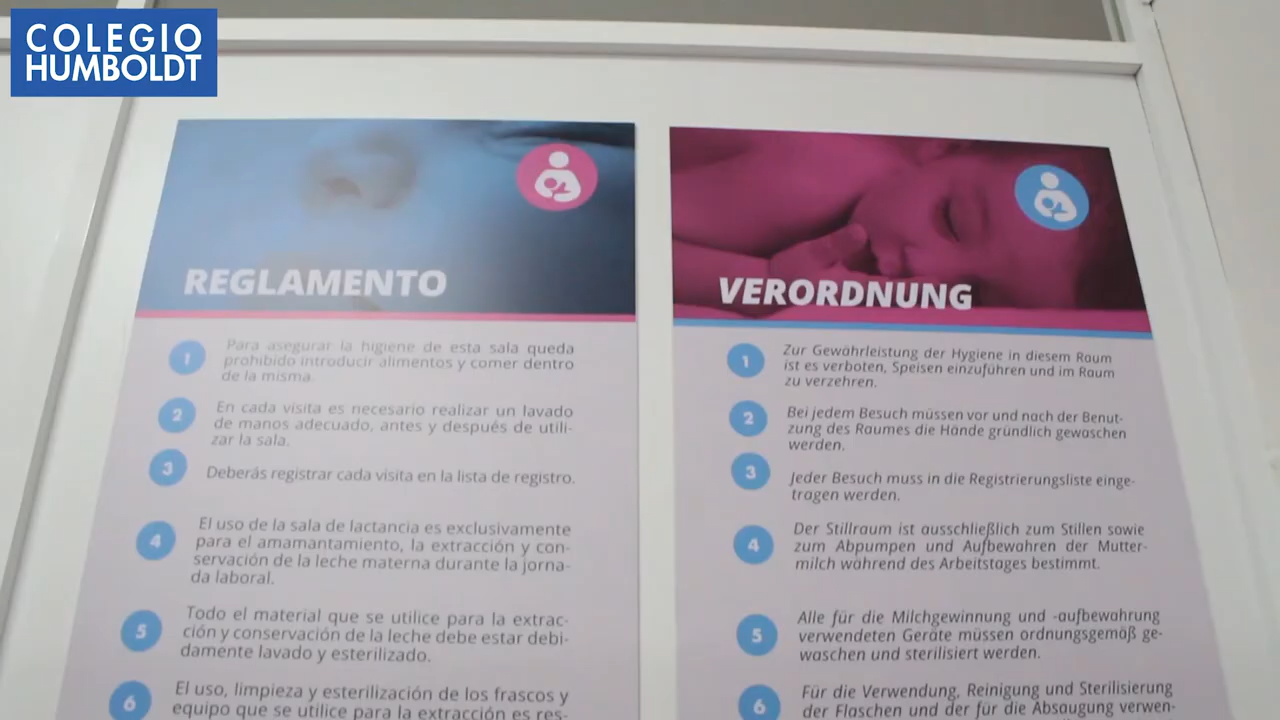 COLEGIO
HUMBOLDT
REGLAMENTO
1
Para asegurar la higiene de esta sala queda
prohibido introducir alimentos y comer dentro
de la misma.
2
En cada visita es necesario realizar un lavado
de manos adecuado, antes y después de utili-
zar la sala.
3
Deberás registrar cada visita en la lista de registro.
4
El uso de la sala de lactancia es exclusivamente
para el amamantamiento, la extracción y con-
servación de la leche materna durante la jorna-
da laboral.
5
Todo el material que se utilice para la extrac-
ción y conservación de la leche debe estar debi-
damente lavado y esterilizado.
6
El uso, limpieza y esterilización de los frascos y
equipo que se utilice para la extracción es res-
VERORDNUNG
1
Zur Gewährleistung der Hygiene in diesem Raum
ist es verboten, Speisen einzuführen und im Raum
zu verzehren.
2
Bei jedem Besuch müssen vor und nach der Benut-
zung des Raumes die Hände gründlich gewaschen
werden.
3
Jeder Besuch muss in die Registrierungsliste einge-
tragen werden.
4
Der Stillraum ist ausschließlich zum Stillen sowie
zum Abpumpen und Aufbewahren der Mutter-
milch während des Arbeitstages bestimmt.
5
Alle für die Milchgewinnung und -aufbewahrung
verwendeten Geräte müssen ordnungsgemäß ge-
waschen und sterilisiert werden.
6
Für die Verwendung, Reinigung und Sterilisierung
der Flaschen und der für die Absaugung verwen-